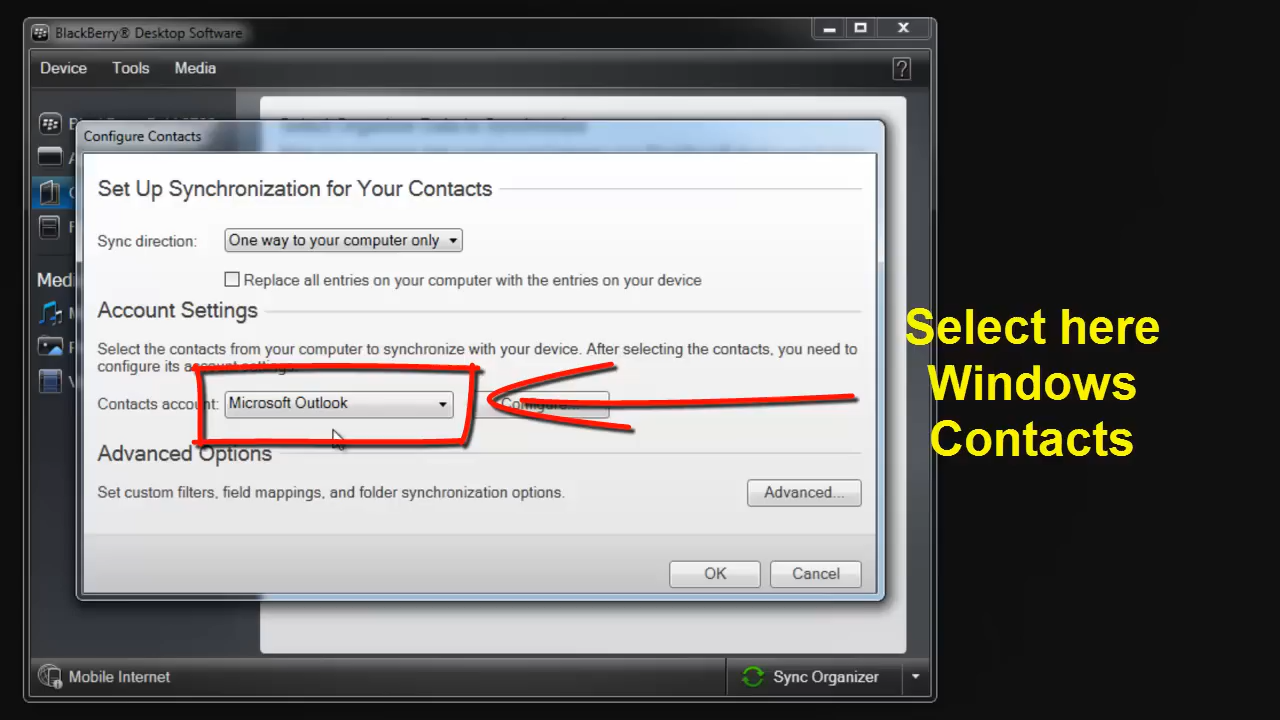 BlackBerry® Desktop Software
Device Tools Media ?
Configure Contacts
Set Up Synchronization for Your Contacts
Sync direction: One way to your computer only
Replace all entries on your computer with the entries on your device
Account Settings
Select the contacts from your computer to synchronize with your device. After selecting the contacts, you need to
configure its account settings.
Contacts account: Microsoft Outlook Configure...
Advanced Options
Set custom filters, field mappings, and folder synchronization options. Advanced...
OK Cancel
Mobile Internet Sync Organizer
Select here
Windows
Contacts